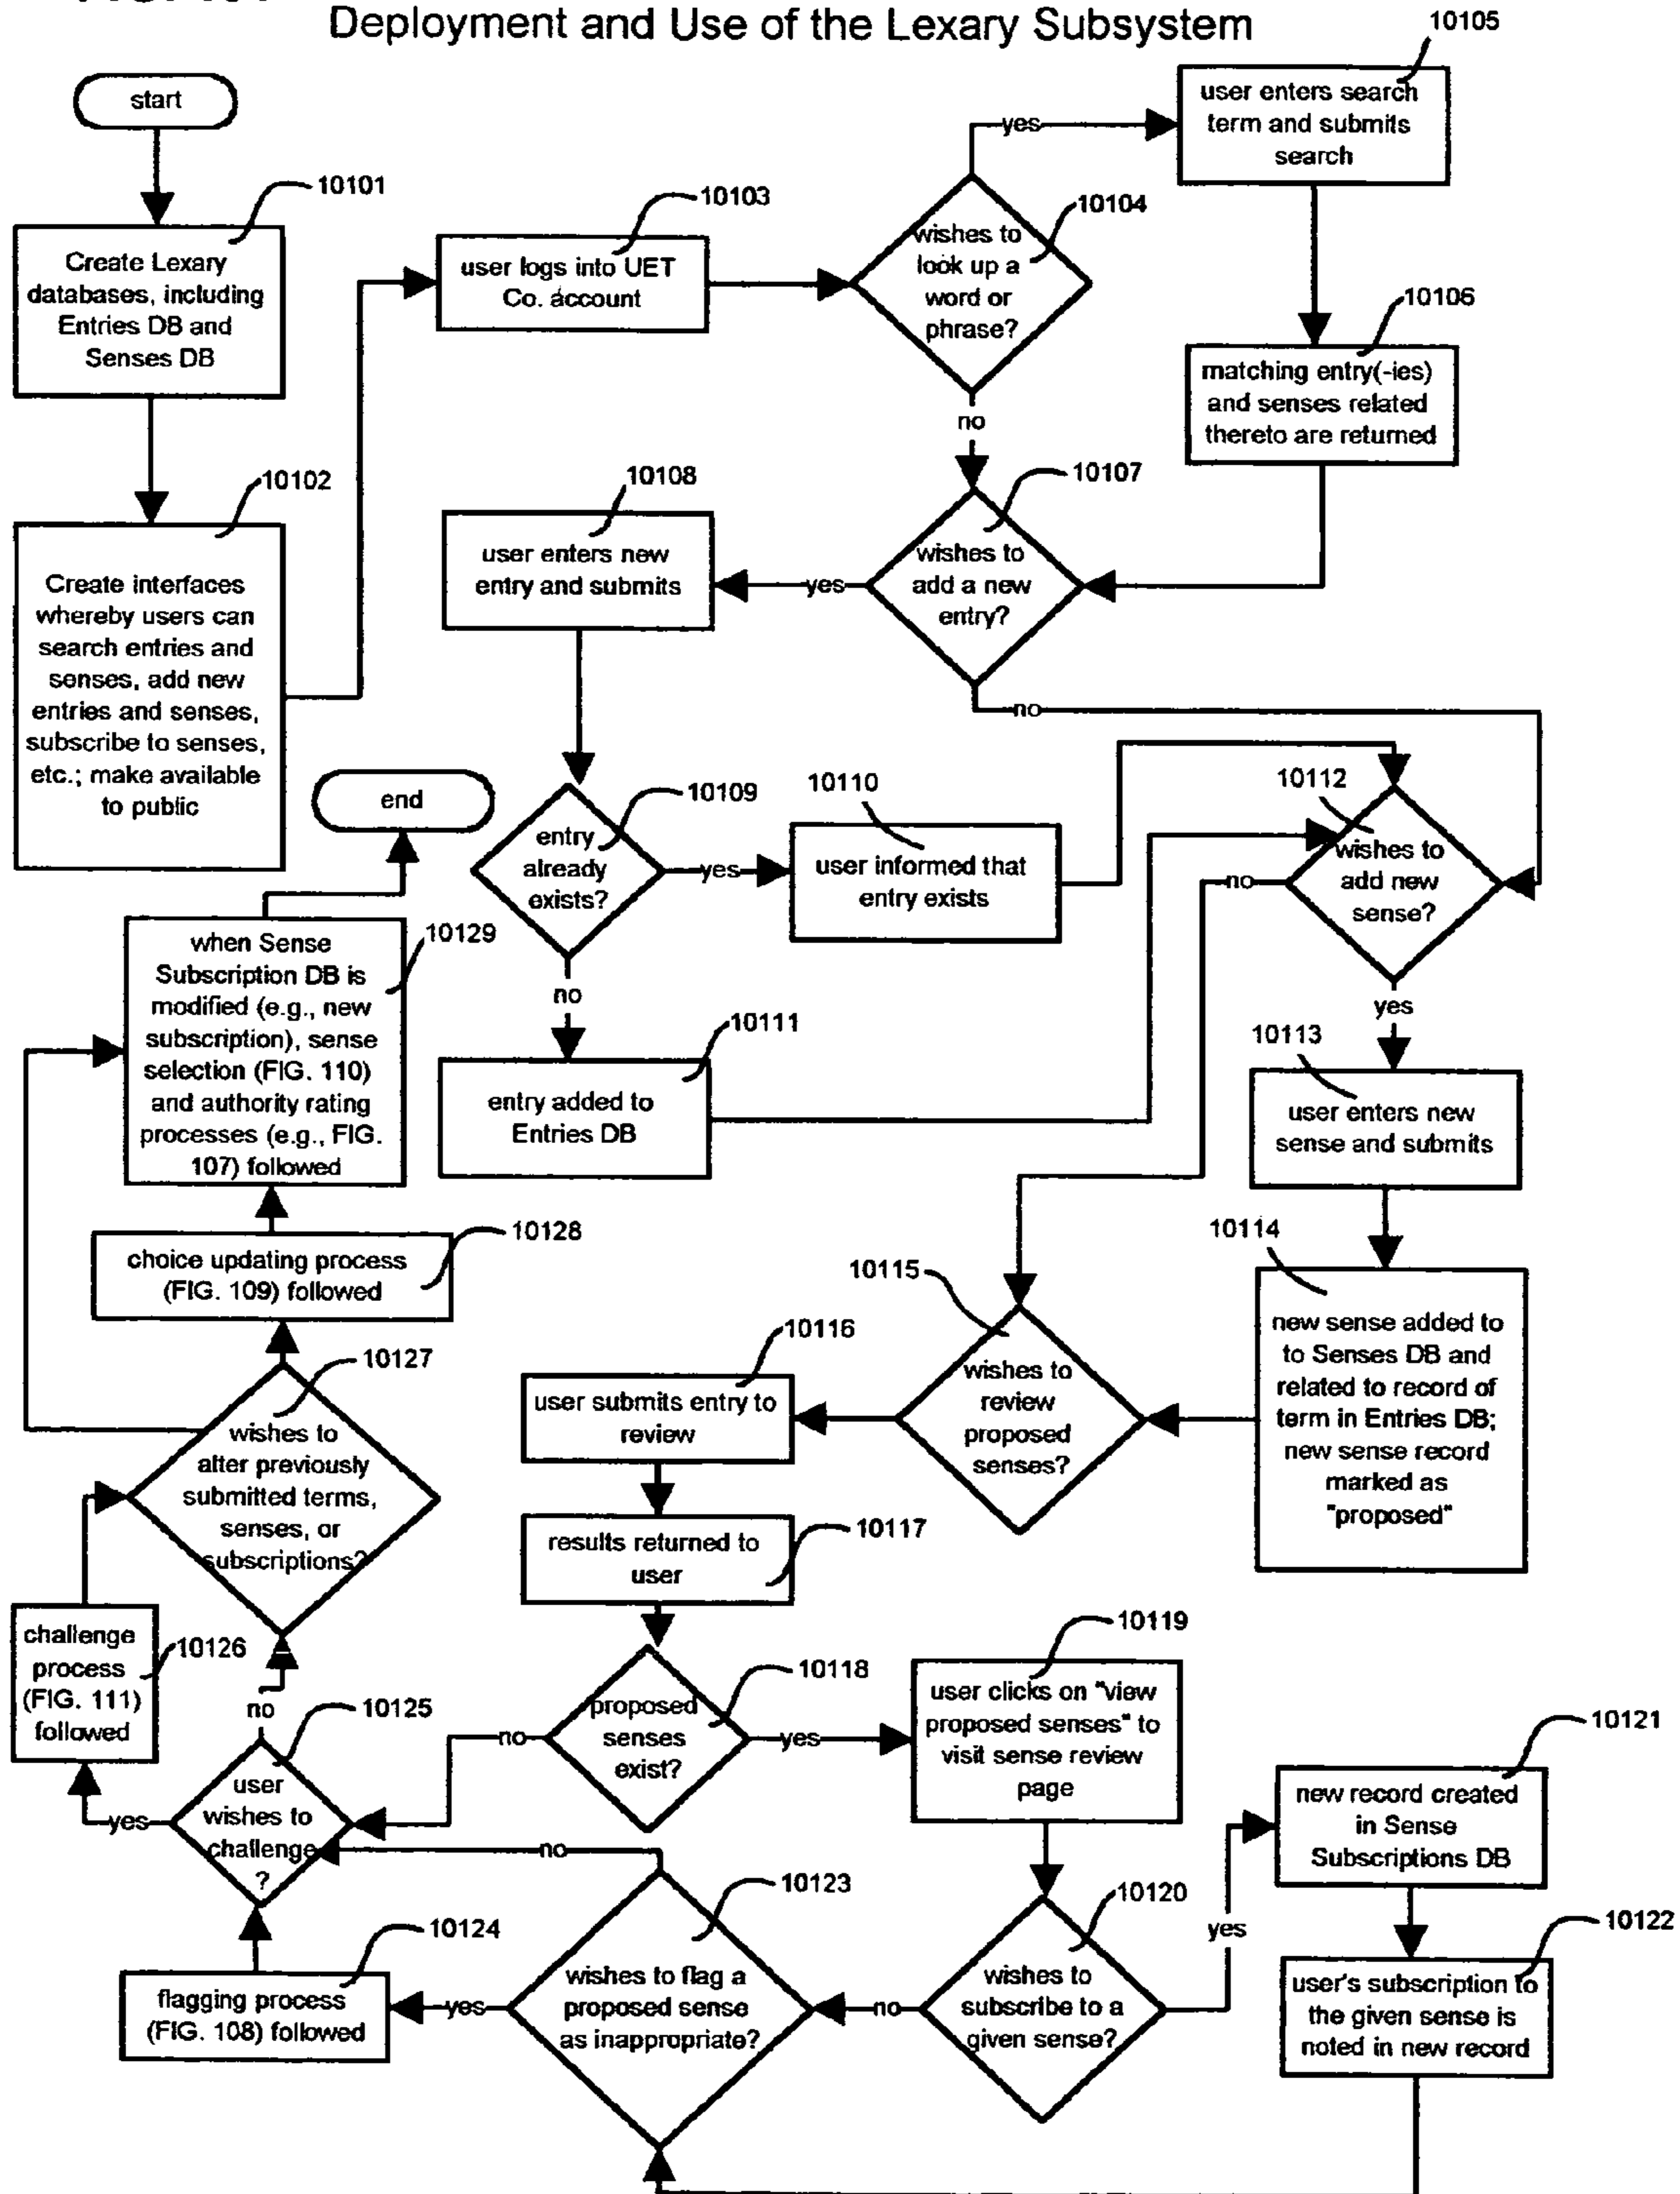 Deployment and Use of the Lexary Subsystem
start
10101
Create Lexary
databases, including
Entries DB and
Senses DB
10102
Create interfaces
whereby users can
search entries and
senses, add new
entries and senses,
subscribe to senses,
etc.; make available
to public
10103
user logs into UET
Co. account
10104
wishes to
look up a
word or
phrase?
yes
no
10105
user enters search
term and submits
search
10106
matching entry(-ies)
and senses related
thereto are returned
10107
wishes to
add a new
entry?
yes
no
10108
user enters new
entry and submits
10109
entry
already
exists?
yes
no
10110
user informed that
entry exists
10111
entry added to
Entries DB
10112
wishes to
add new
sense?
no
yes
10113
user enters new
sense and submits
10114
new sense added to
to Senses DB and
related to record of
term in Entries DB;
new sense record
marked as
"proposed"
10115
wishes to
review
proposed
senses?
10116
user submits entry to
review
10117
results returned to
user
10118
proposed
senses
exist?
no
yes
10119
user clicks on "view
proposed senses" to
visit sense review
page
10120
wishes to
subscribe to a
given sense?
no
yes
10121
new record created
in Sense
Subscriptions DB
10122
user's subscription to
the given sense is
noted in new record
10123
wishes to flag a
proposed sense
as inappropriate?
no
yes
10124
flagging process
(FIG. 108) followed
10125
user
wishes to
challenge
?
yes
no
10126
challenge
process
(FIG. 111)
followed
10127
wishes to
alter previously
submitted terms,
senses, or
subscriptions?
10128
choice updating process
(FIG. 109) followed
10129
when Sense
Subscription DB is
modified (e.g., new
subscription), sense
selection (FIG. 110)
and authority rating
processes (e.g., FIG.
107) followed
end